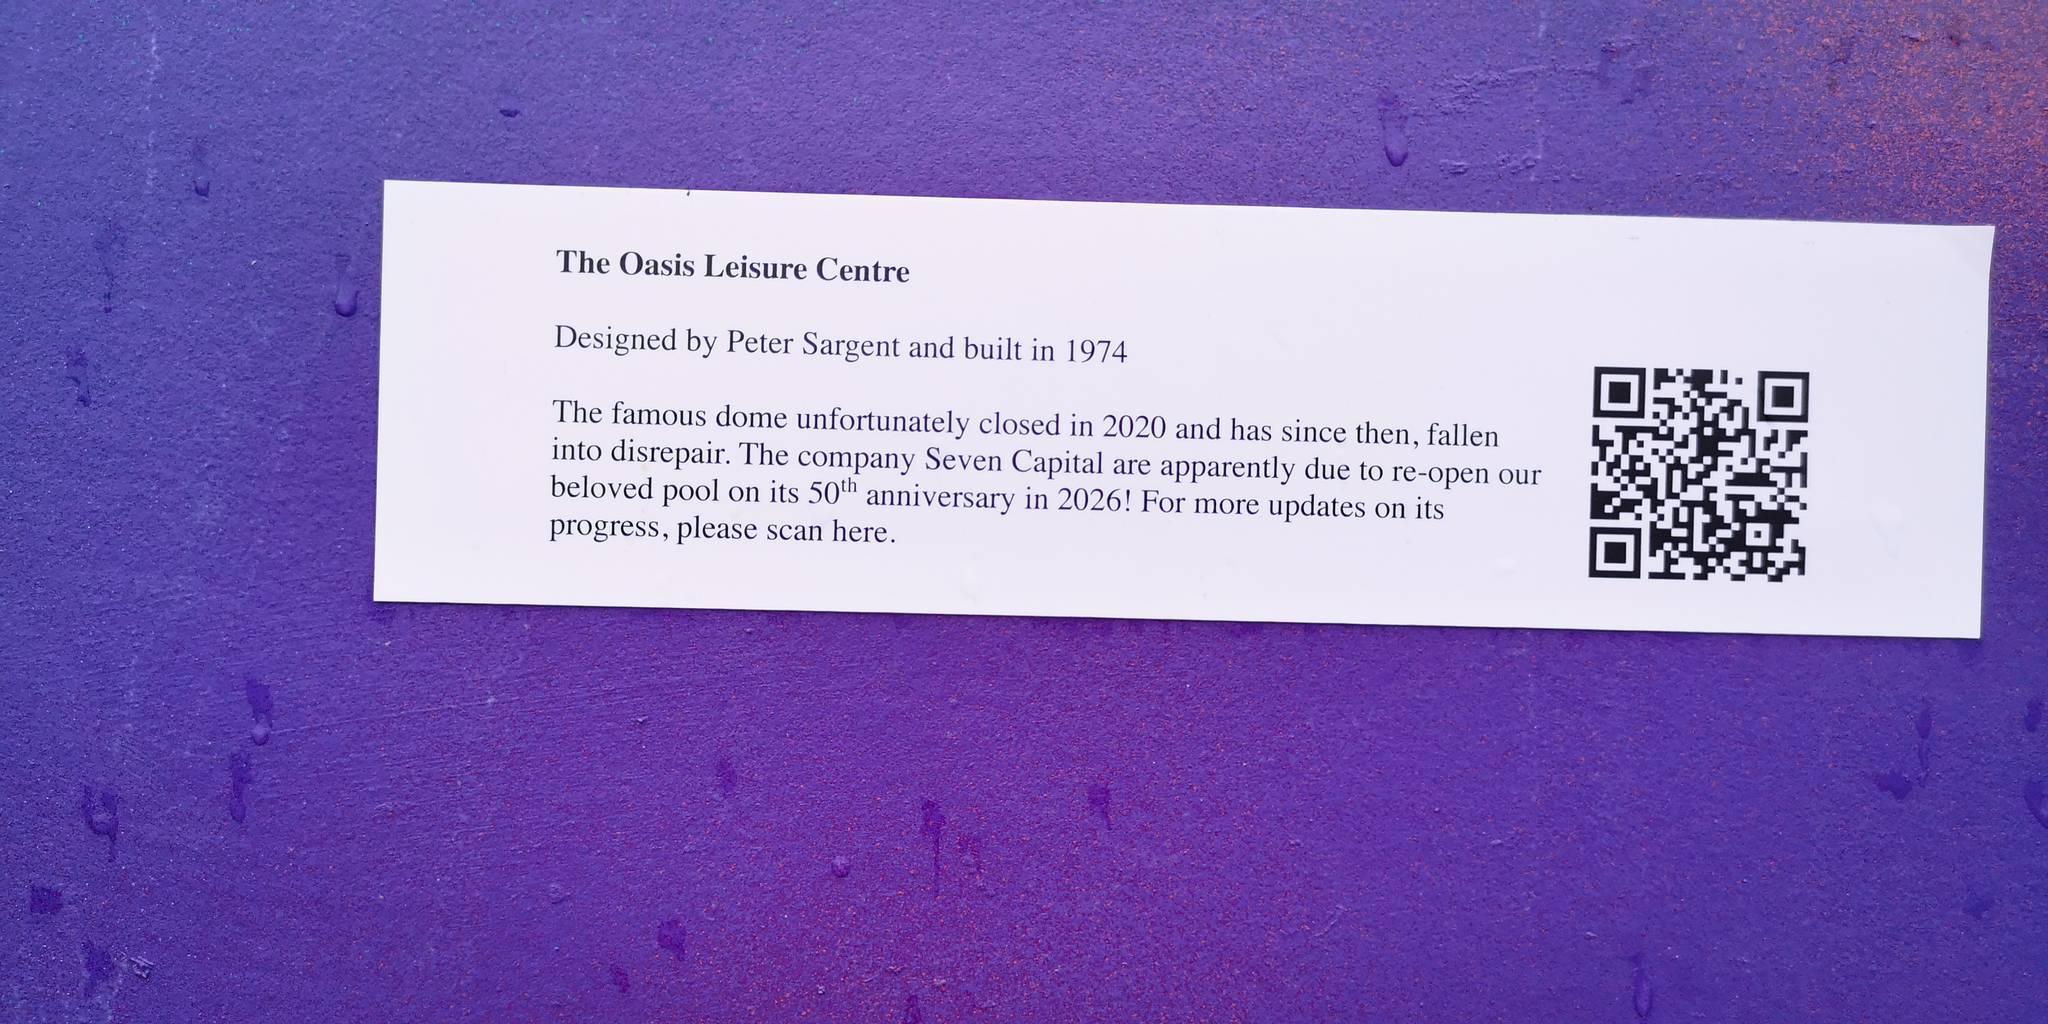 The Oasis Leisure Centre
Designed by Peter Sargent and built in 1974
The famous dome unfortunately closed in 2020 and has since then, fallen
into disrepair. The company Seven Capital are apparently due to re-open our
beloved pool on its 50th anniversary in 2026! For more updates on its
progress, please scan here.